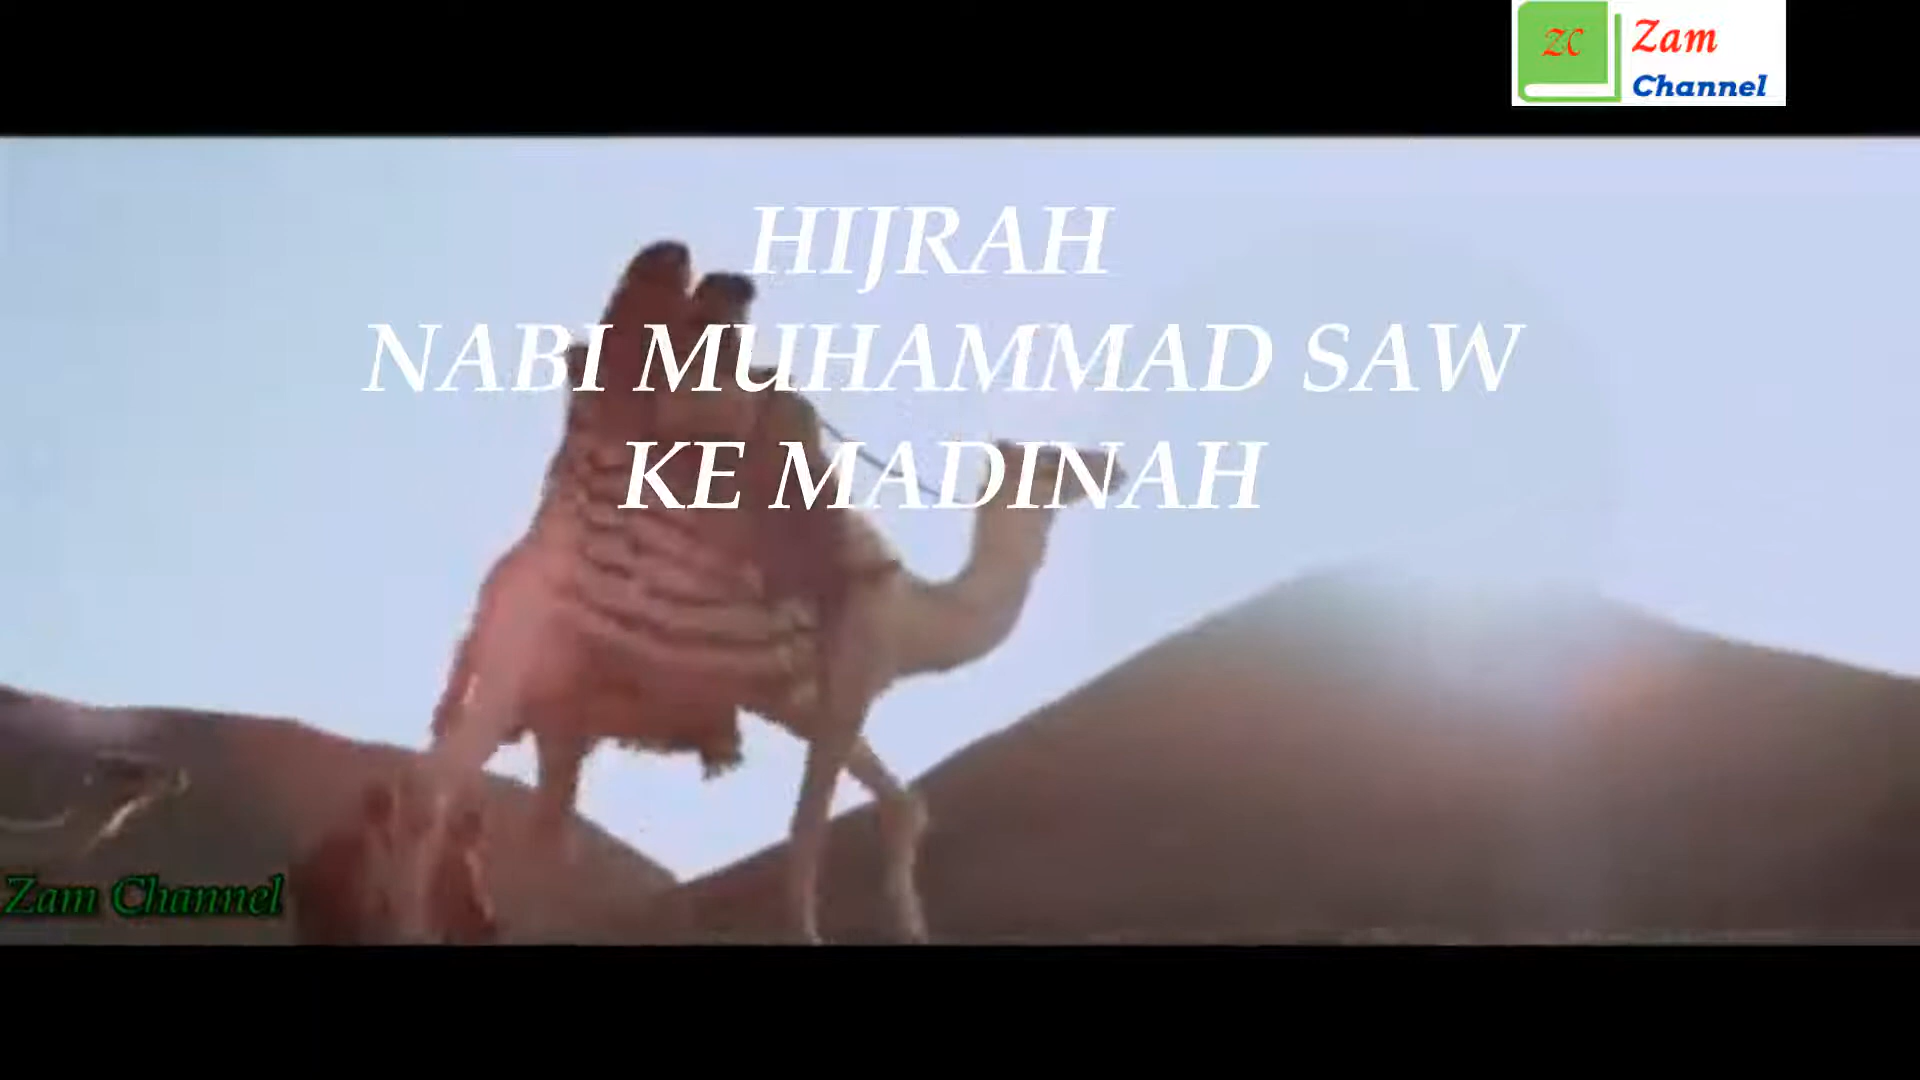 ZC
Zam
Channel
HIJRAH
NABI MUHAMMAD SAW
KE MADINAH
Zam Channel